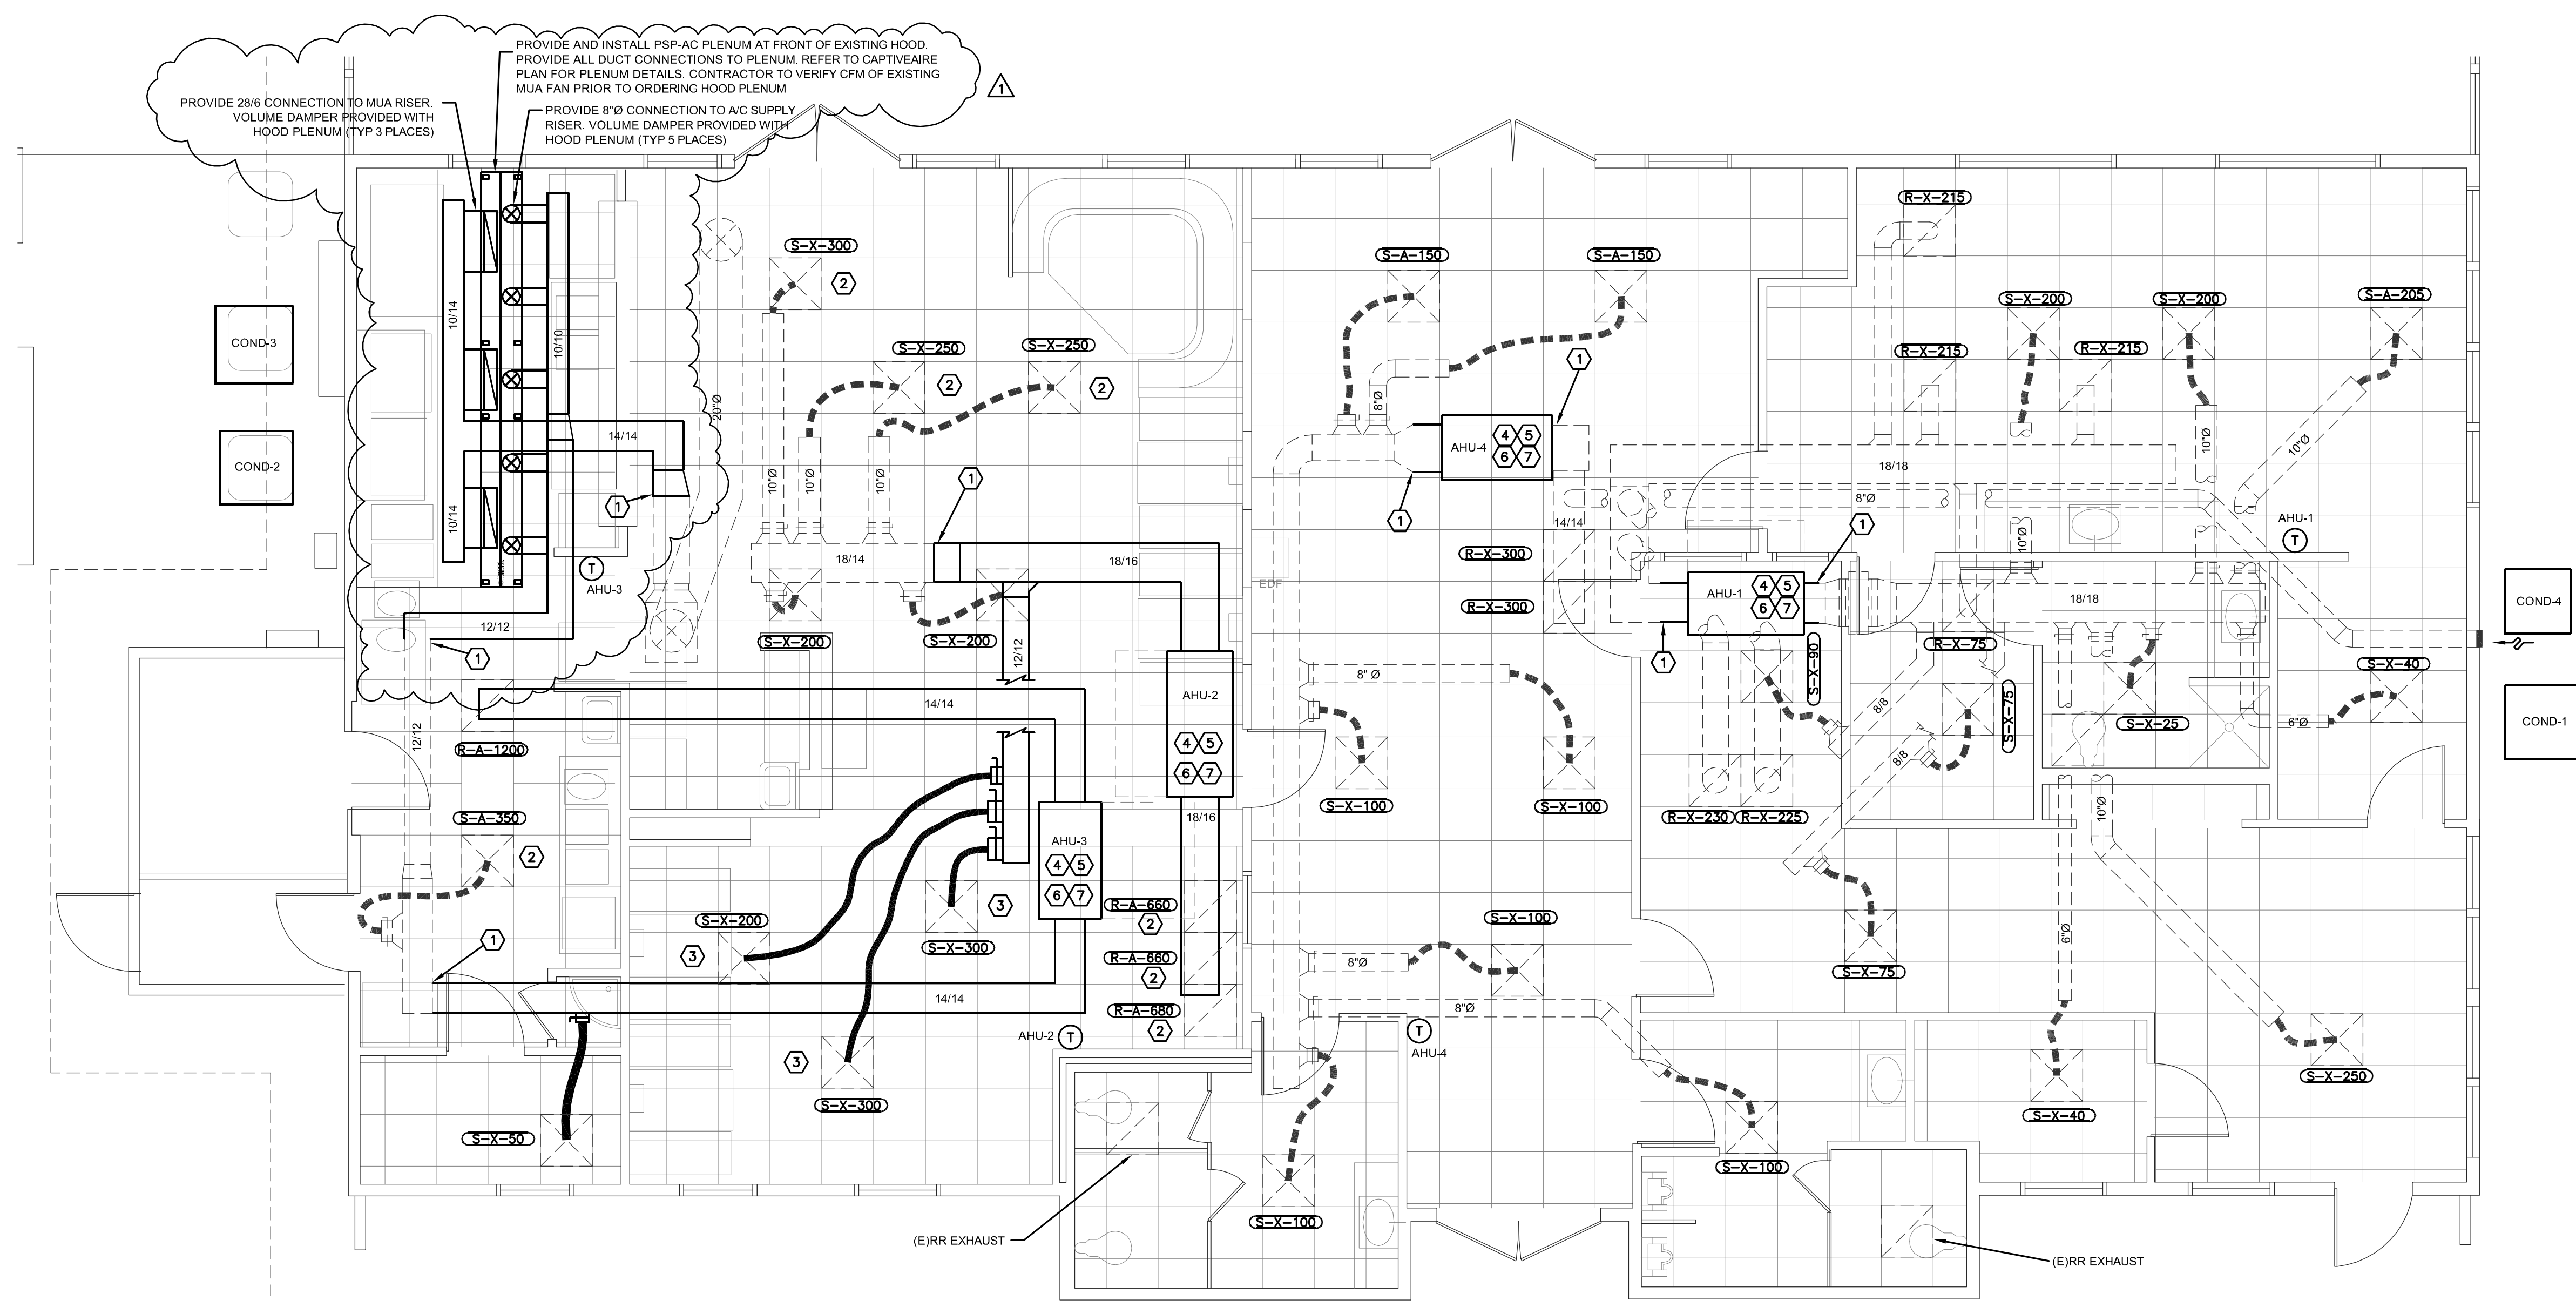 PROVIDE AND INSTALL PSP-AC PLENUM AT FRONT OF EXISTING HOOD.
PROVIDE ALL DUCT CONNECTIONS TO PLENUM. REFER TO CAPTIVEAIRE
PLAN FOR PLENUM DETAILS. CONTRACTOR TO VERIFY CFM OF EXISTING
MUA FAN PRIOR TO ORDERING HOOD PLENUM
1
PROVIDE 28/6 CONNECTION TO MUA RISER.
VOLUME DAMPER PROVIDED WITH
HOOD PLENUM (TYP 3 PLACES)
PROVIDE 8"Ø CONNECTION TO A/C SUPPLY
RISER. VOLUME DAMPER PROVIDED WITH
HOOD PLENUM (TYP 5 PLACES)
COND-3
COND-2
10/14
10/10
10/14
14/14
1
20"Ø
T
AHU-3
12/12
1
12/12
S-X-300
2
S-X-250
2
S-X-250
2
10"Ø
10"Ø
10"Ø
18/14
1
18/16
S-X-200
S-X-200
12/12
EDF
14/14
R-A-1200
S-A-350
2
1
AHU-2
4 5
6 7
18/16
AHU-3
4 5
6 7
S-X-200
3
S-X-300
3
R-A-660
2
R-A-660
2
R-A-680
2
14/14
AHU-2
T
3
S-X-300
S-X-50
(E)RR EXHAUST
S-A-150
S-A-150
8"Ø
1
AHU-4
4 5
6 7
1
14/14
R-X-300
R-X-300
8" Ø
S-X-100
S-X-100
S-X-100
8"Ø
8"Ø
T
AHU-4
S-X-100
S-X-100
(E)RR EXHAUST
R-X-215
R-X-215
R-X-215
S-X-200
S-X-200
S-A-205
10"Ø
10"Ø
18/18
8"Ø
10"Ø
AHU-1
T
1
AHU-1
4 5
6 7
1
18/18
S-X-90
R-X-75
S-X-75
8/8
8/8
R-X-230
R-X-225
S-X-25
S-X-40
6"Ø
10"Ø
6"Ø
S-X-75
S-X-40
S-X-250
COND-4
COND-1